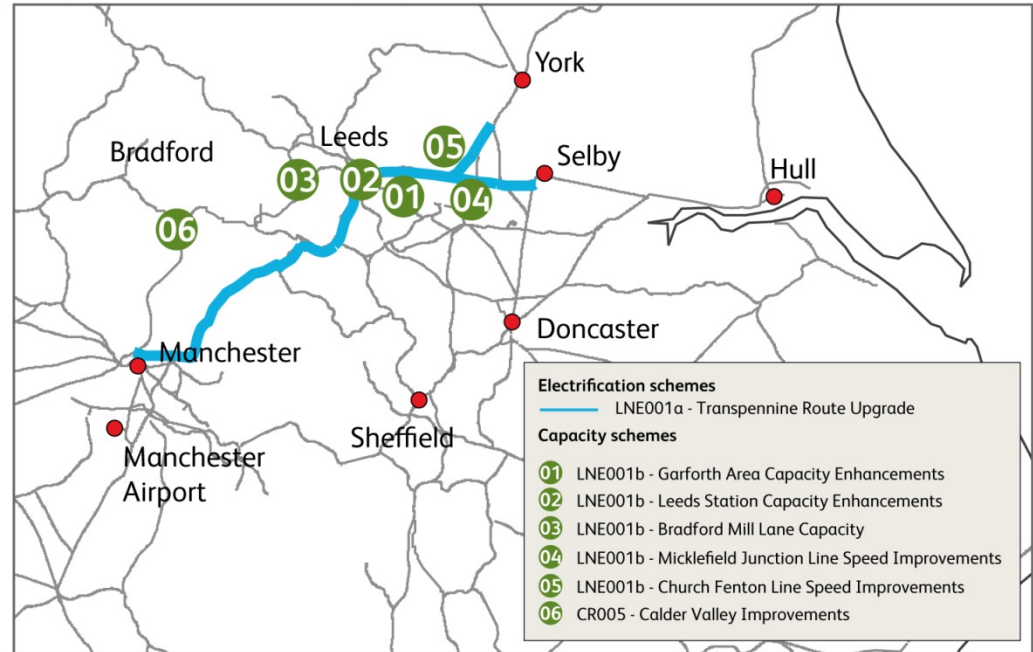 York
Leeds
05
Bradford
Selby
03
02
Hull
01
04
06
Doncaster
Manchester
Sheffield
Manchester
Airport
Electrification schemes
LNE001a - Transpennine Route Upgrade
Capacity schemes
01 LNE001b - Garforth Area Capacity Enhancements
02 LNE001b - Leeds Station Capacity Enhancements
03 LNE001b - Bradford Mill Lane Capacity
04 LNE001b - Micklefield Junction Line Speed Improvements
05 LNE001b - Church Fenton Line Speed Improvements
06 CR005 - Calder Valley Improvements